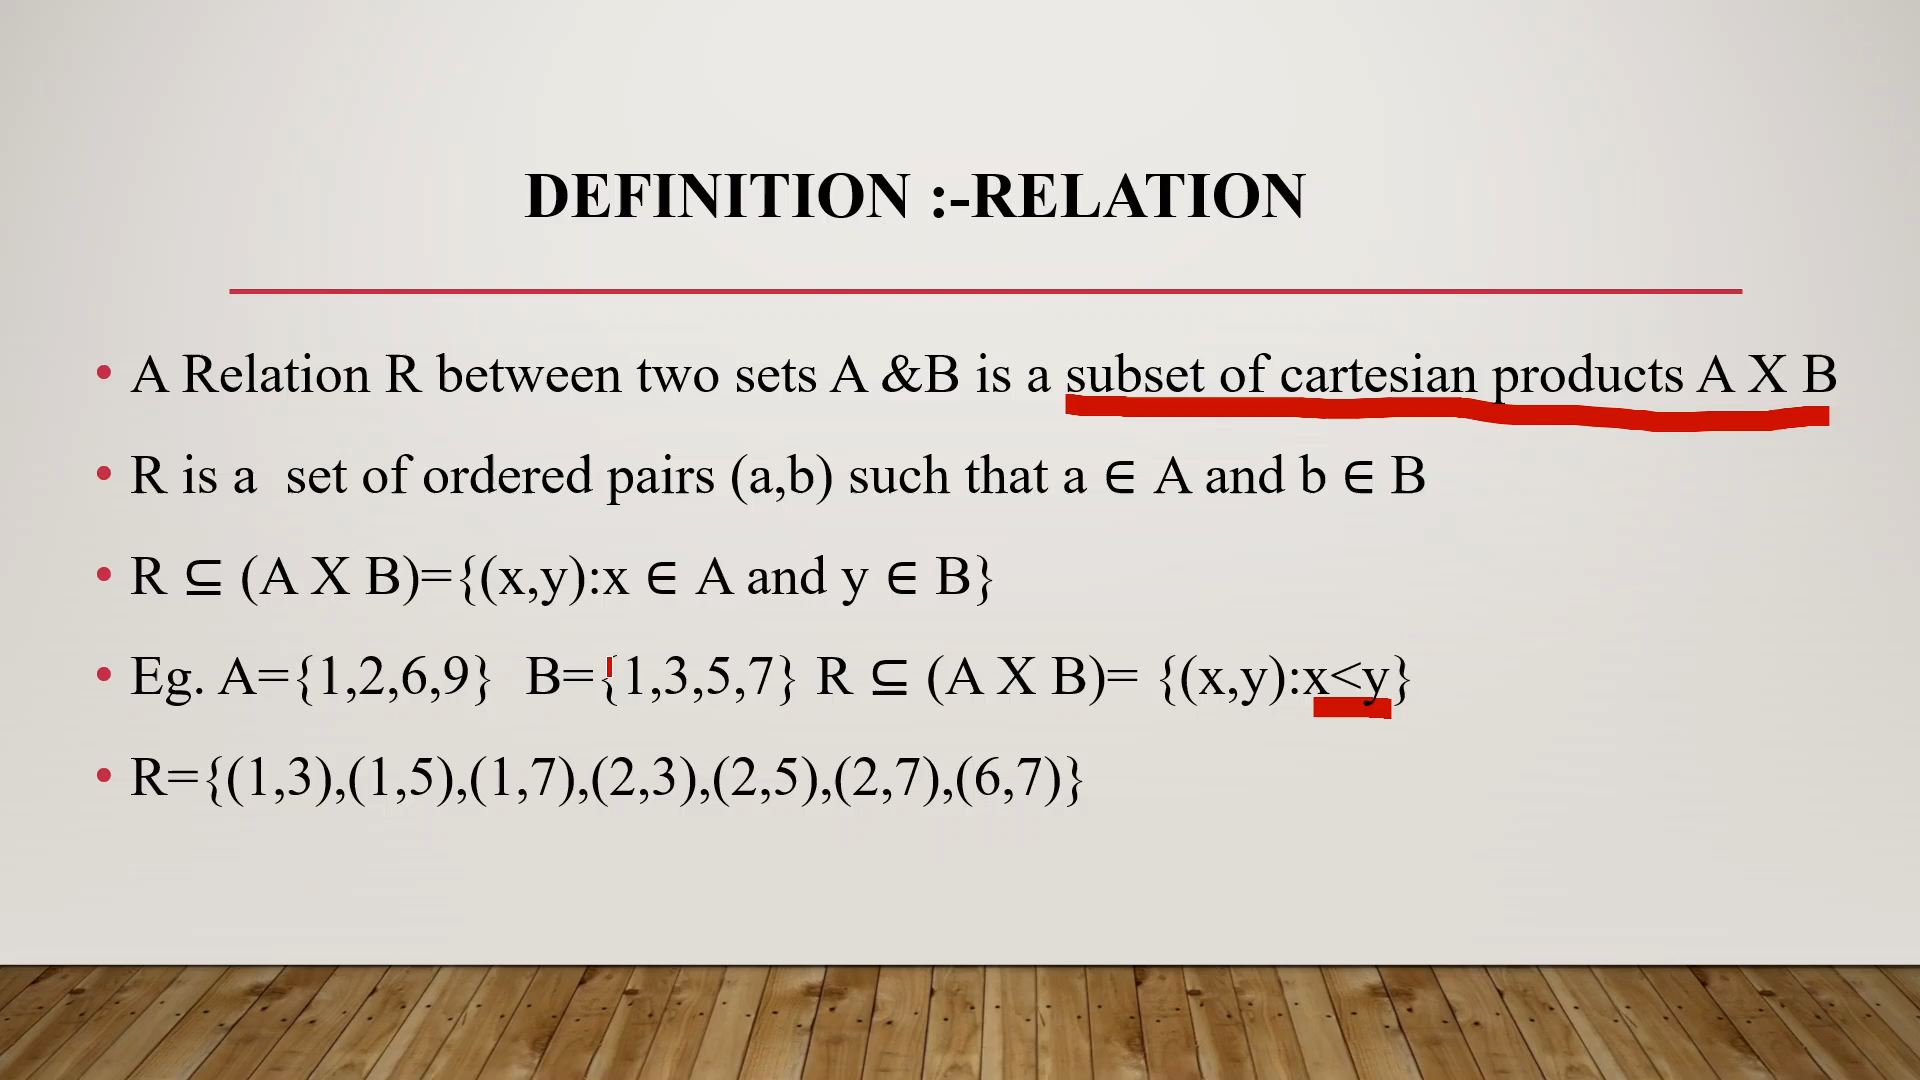 DEFINITION :-RELATION
• A Relation R between two sets A &B is a subset of cartesian products A X B
• R is a  set of ordered pairs (a,b) such that a ∈ A and b ∈ B
• R ⊆ (A X B)={(x,y):x ∈ A and y ∈ B}
• Eg. A={1,2,6,9}  B={1,3,5,7} R ⊆ (A X B)= {(x,y):x<y}
• R={(1,3),(1,5),(1,7),(2,3),(2,5),(2,7),(6,7)}